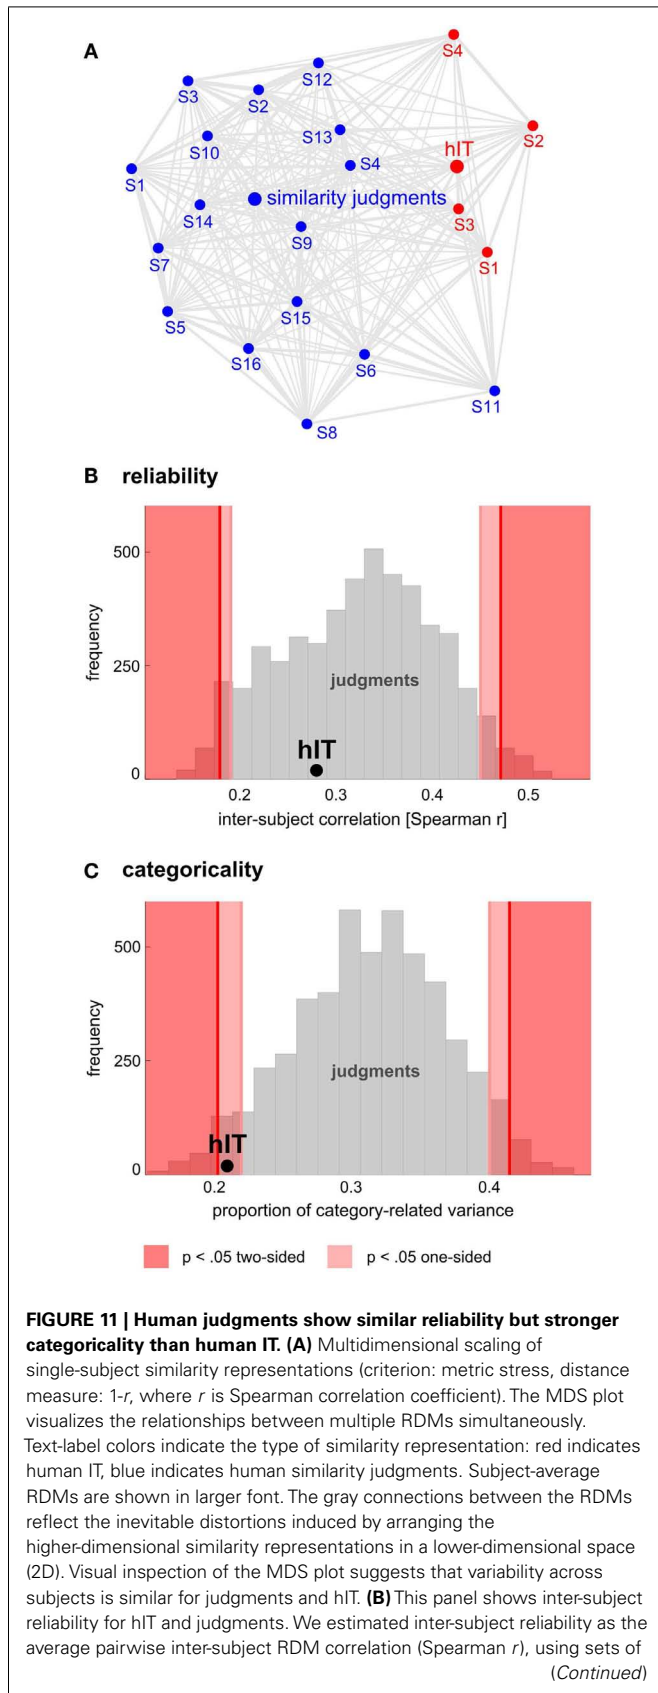 A
S4
S12
S3
S2
S2
S13
S10
hIT
S4
S1
similarity judgments
S14
S3
S9
S7
S1
S15
S5
S16
S6
S11
S8
B reliability
500
250
0
frequency
judgments
hIT
0.2 0.3 0.4 0.5
inter-subject correlation [Spearman r]
C categoricality
500
250
0
frequency
judgments
hIT
0.2 0.3 0.4
proportion of category-related variance
p < .05 two-sided p < .05 one-sided
FIGURE 11 | Human judgments show similar reliability but stronger
categoricality than human IT. (A) Multidimensional scaling of
single-subject similarity representations (criterion: metric stress, distance
measure: 1-r, where r is Spearman correlation coefficient). The MDS plot
visualizes the relationships between multiple RDMs simultaneously.
Text-label colors indicate the type of similarity representation: red indicates
human IT, blue indicates human similarity judgments. Subject-average
RDMs are shown in larger font. The gray connections between the RDMs
reflect the inevitable distortions induced by arranging the
higher-dimensional similarity representations in a lower-dimensional space
(2D). Visual inspection of the MDS plot suggests that variability across
subjects is similar for judgments and hIT. (B) This panel shows inter-subject
reliability for hIT and judgments. We estimated inter-subject reliability as the
average pairwise inter-subject RDM correlation (Spearman r), using sets of
(Continued)